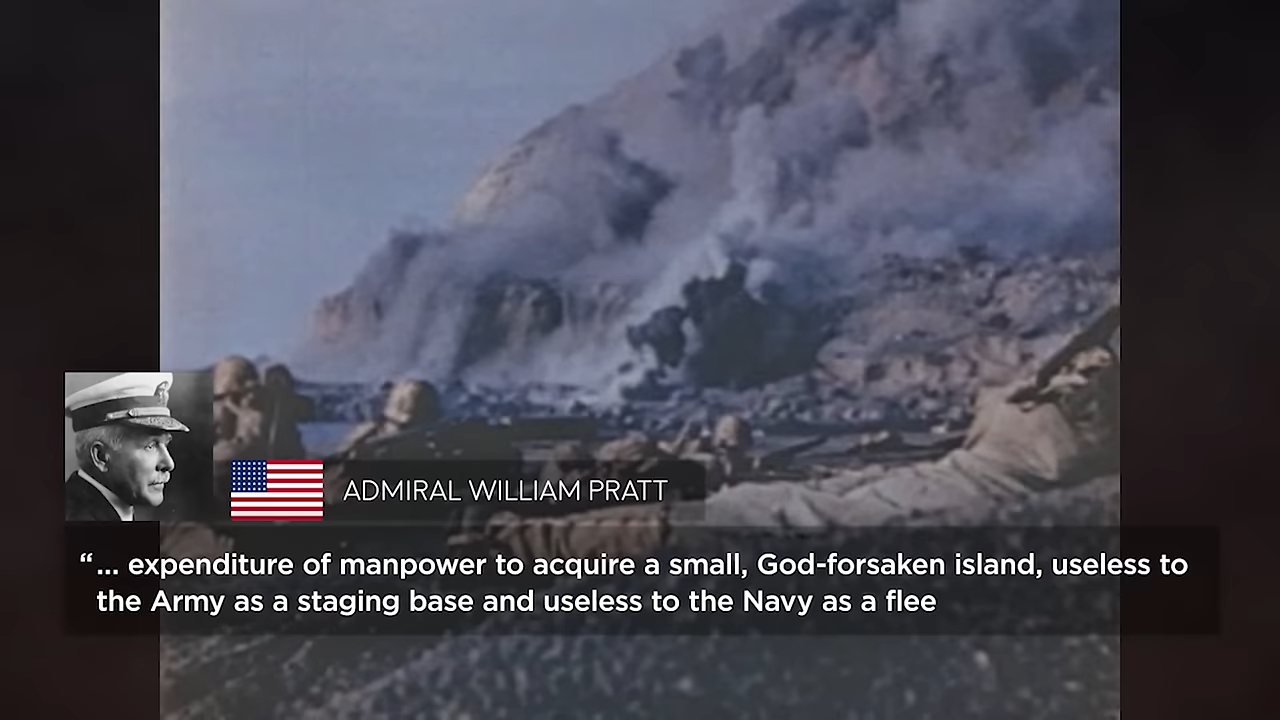 ADMIRAL WILLIAM PRATT
“... expenditure of manpower to acquire a small, God-forsaken island, useless to
the Army as a staging base and useless to the Navy as a flee